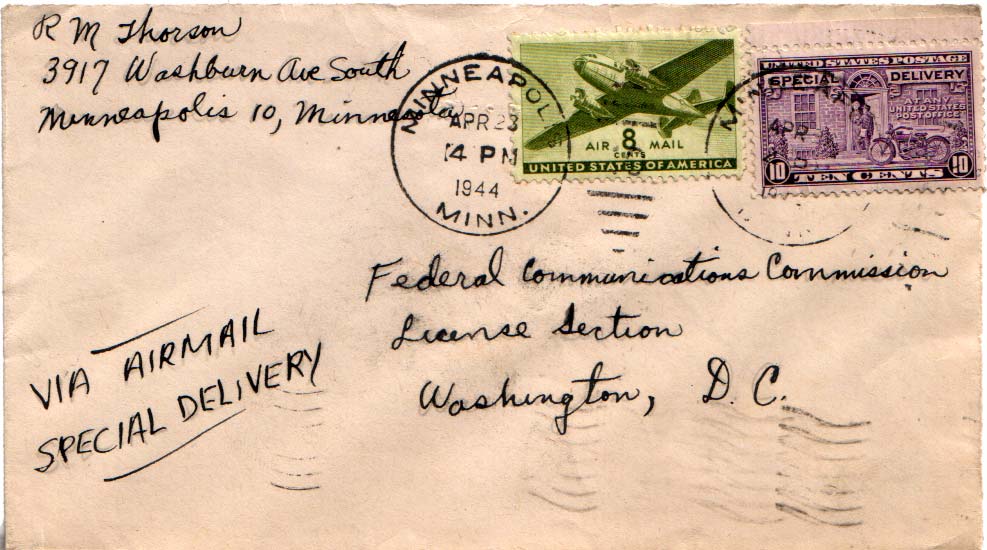 R M Thorson
3917 Washburn Ave South
Minneapolis 10, Minnesota
MINNEAPOLIS
APR 23
4 PM
1944
MINN.
8
CENTS
AIR MAIL
UNITED STATES OF AMERICA
UNITED STATES POSTAGE
SPECIAL DELIVERY
AT ANY
UNITED STATES
POST OFFICE
10 TEN CENTS 10
APR
Federal Communications Commission
License Section
Washington, D. C.
VIA AIRMAIL
SPECIAL DELIVERY